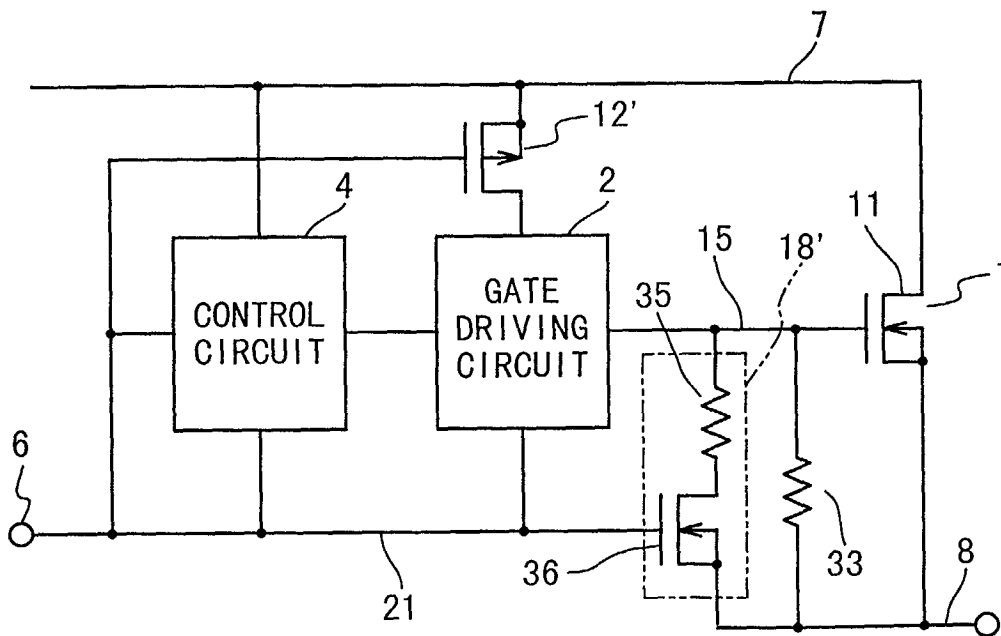 7
12'
4
2
11
15
18'
35
CONTROL
CIRCUIT
GATE
DRIVING
CIRCUIT
6
33
36
8
21